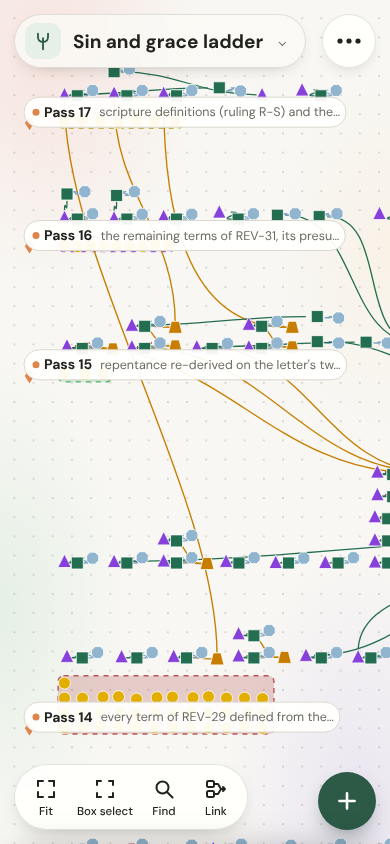 Sin and grace ladder
Pass 17 scripture definitions (ruling R-S) and the...
Pass 16 the remaining terms of REV-31, its presu...
Pass 15 repentance re-derived on the letter's tw...
Pass 14 every term of REV-29 defined from the...
Fit Box select Find Link